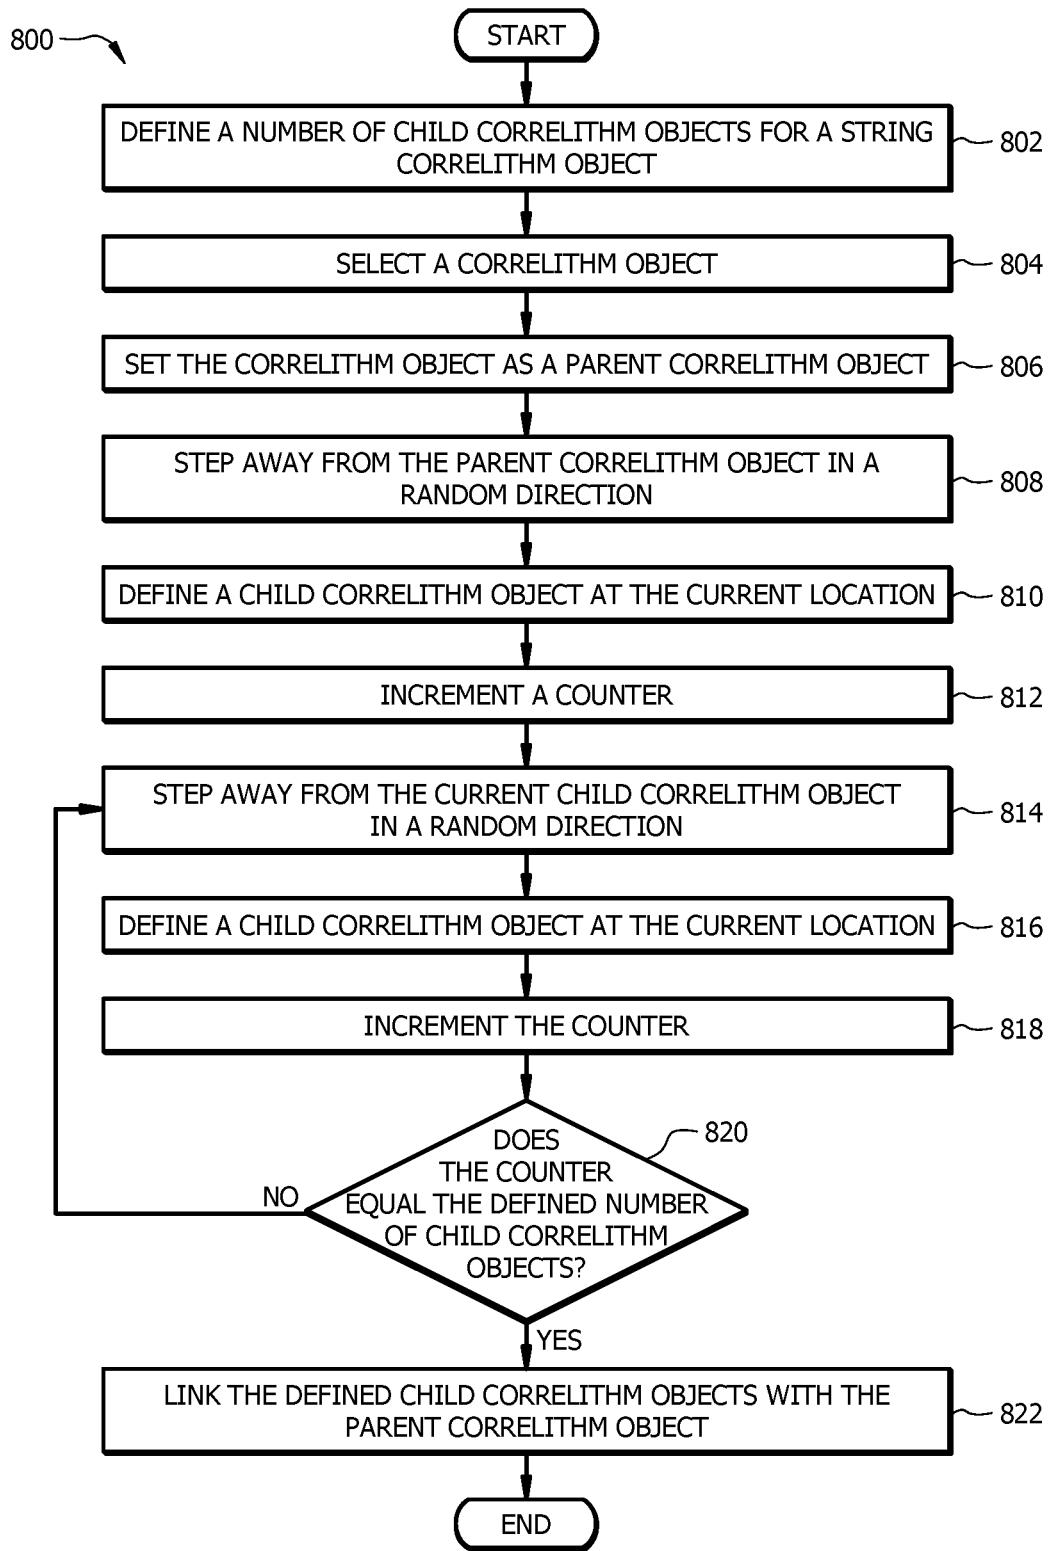 800
START
DEFINE A NUMBER OF CHILD CORRELITHM OBJECTS FOR A STRING
CORRELITHM OBJECT
802
SELECT A CORRELITHM OBJECT
804
SET THE CORRELITHM OBJECT AS A PARENT CORRELITHM OBJECT
806
STEP AWAY FROM THE PARENT CORRELITHM OBJECT IN A
RANDOM DIRECTION
808
DEFINE A CHILD CORRELITHM OBJECT AT THE CURRENT LOCATION
810
INCREMENT A COUNTER
812
STEP AWAY FROM THE CURRENT CHILD CORRELITHM OBJECT
IN A RANDOM DIRECTION
814
DEFINE A CHILD CORRELITHM OBJECT AT THE CURRENT LOCATION
816
INCREMENT THE COUNTER
818
DOES
THE COUNTER
EQUAL THE DEFINED NUMBER
OF CHILD CORRELITHM
OBJECTS?
820
NO
YES
LINK THE DEFINED CHILD CORRELITHM OBJECTS WITH THE
PARENT CORRELITHM OBJECT
822
END